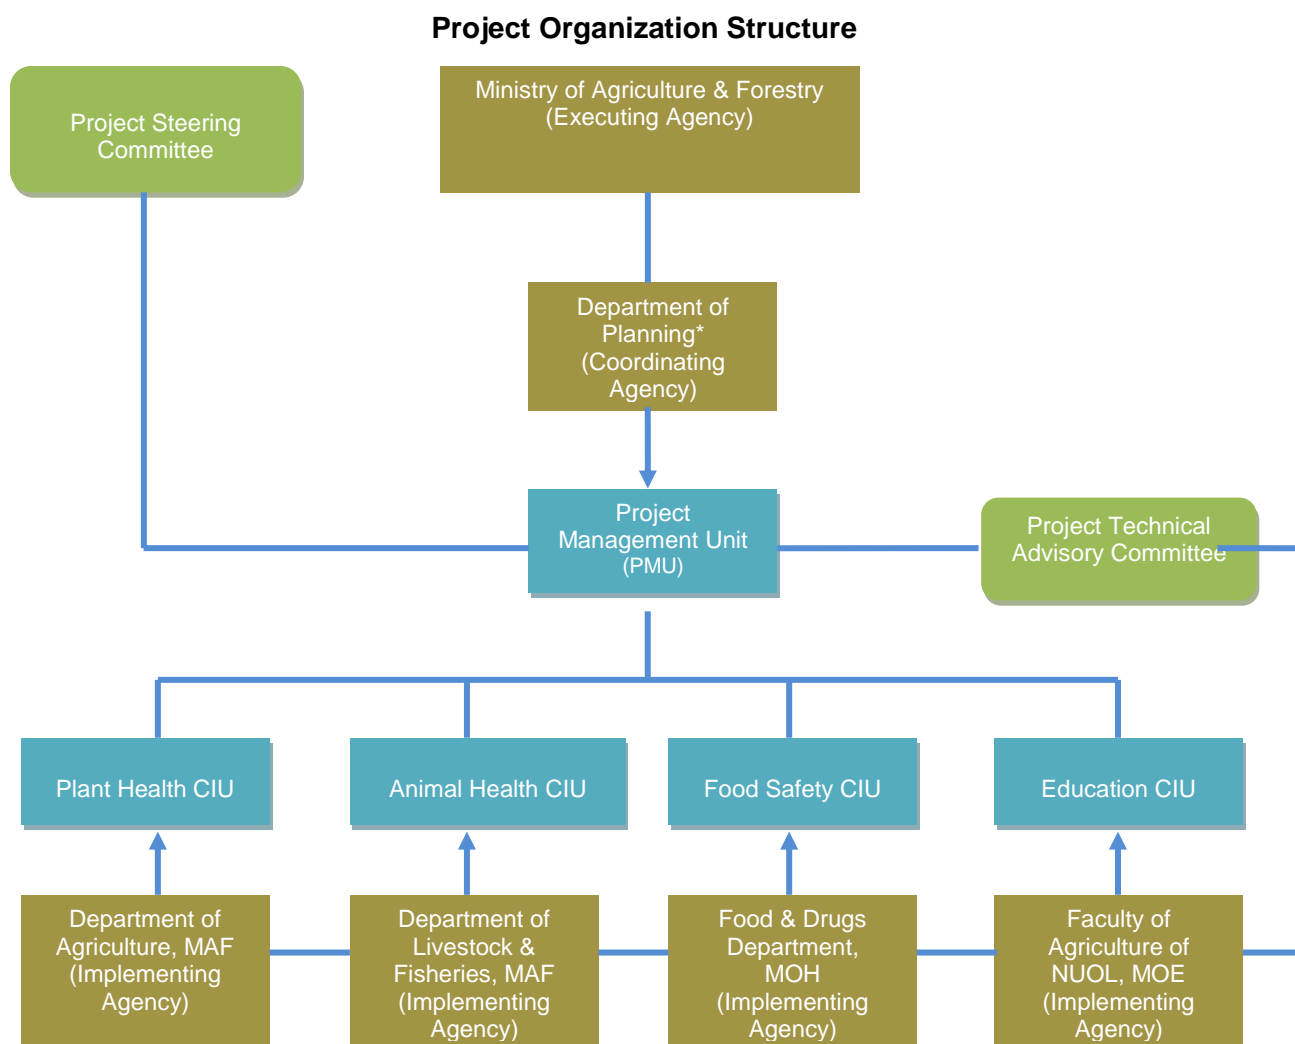 Project Organization Structure
Project Steering
Committee
Ministry of Agriculture & Forestry
(Executing Agency)
Department of
Planning*
(Coordinating
Agency)
Project
Management Unit
(PMU)
Project Technical
Advisory Committee
Plant Health CIU
Animal Health CIU
Food Safety CIU
Education CIU
Department of
Agriculture, MAF
(Implementing
Agency)
Department of
Livestock &
Fisheries, MAF
(Implementing
Agency)
Food & Drugs
Department,
MOH
(Implementing
Agency)
Faculty of
Agriculture of
NUOL, MOE
(Implementing
Agency)